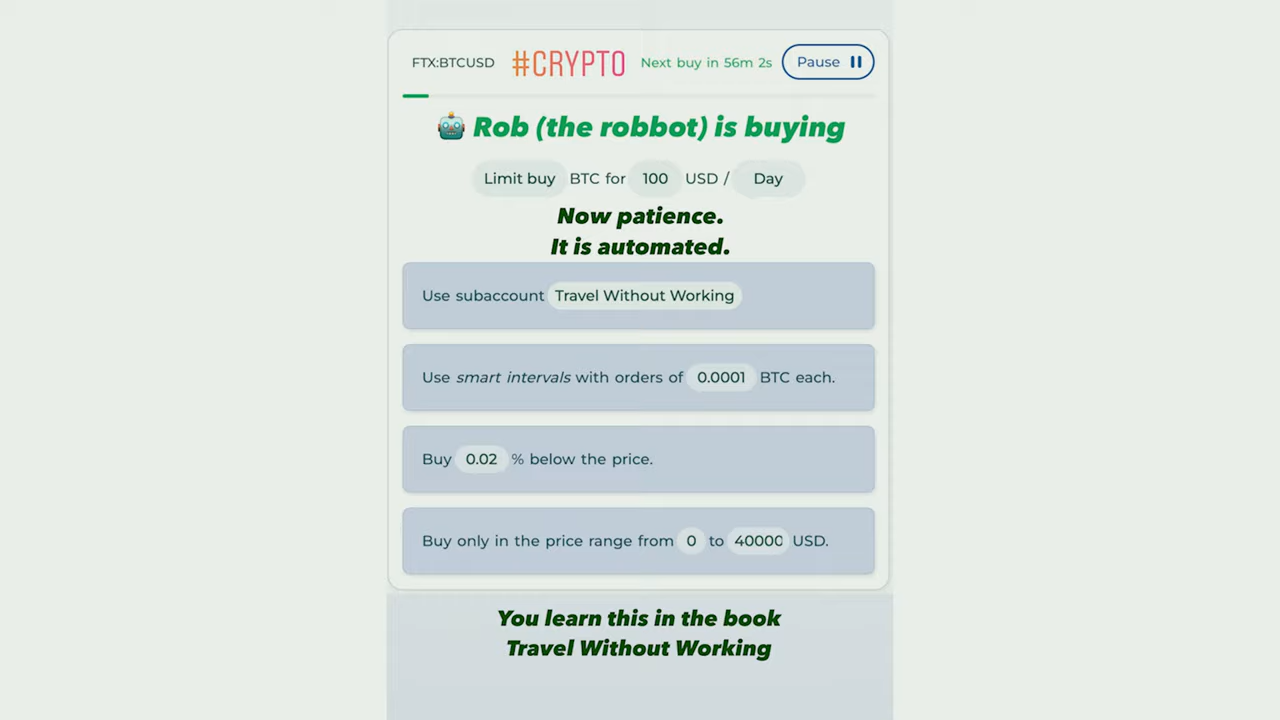 FTX:BTCUSD #CRYPTO Next buy in 56m 2s Pause
Rob (the robbot) is buying
Limit buy BTC for 100 USD / Day
Now patience.
It is automated.
Use subaccount Travel Without Working
Use smart intervals with orders of 0.0001 BTC each.
Buy 0.02 % below the price.
Buy only in the price range from 0 to 40000 USD.
You learn this in the book
Travel Without Working